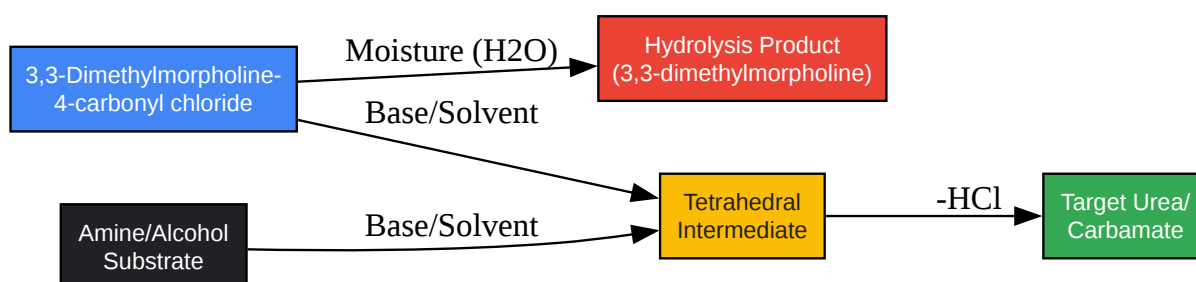 3,3-Dimethylmorpholine-
4-carbonyl chloride
Moisture (H2O)
Hydrolysis Product
(3,3-dimethylmorpholine)
Base/Solvent
Amine/Alcohol
Substrate
Base/Solvent
Tetrahedral
Intermediate
-HCl
Target Urea/
Carbamate